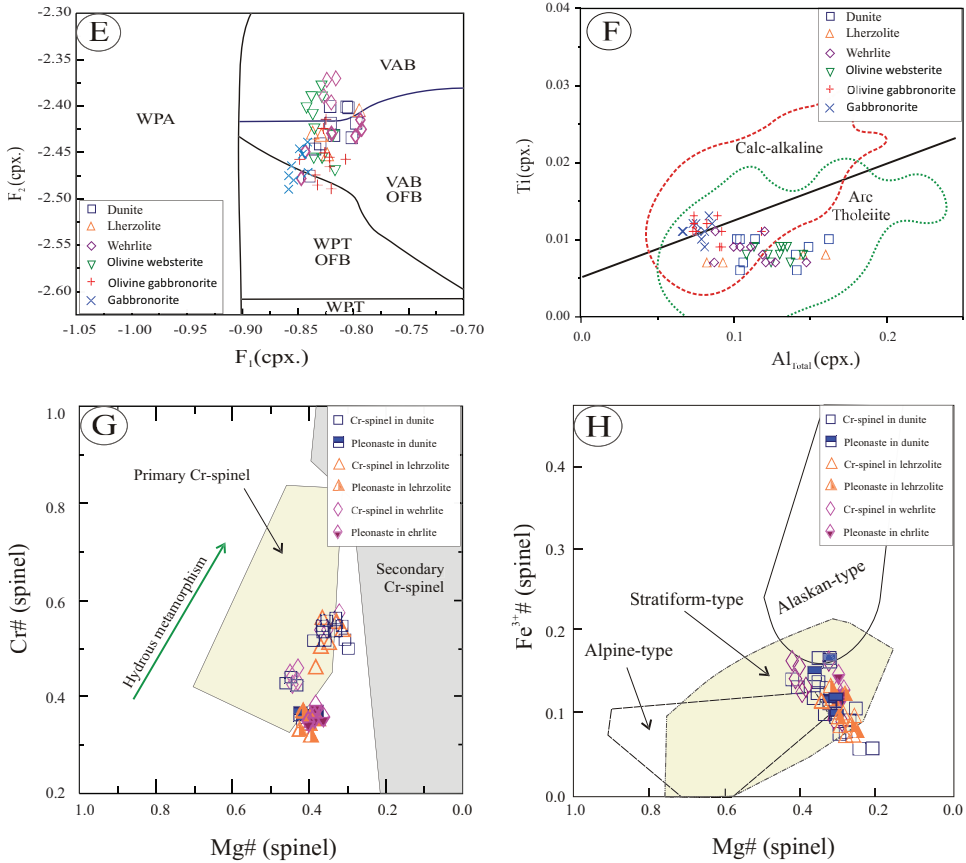 E
-2.30
-2.35
-2.40
-2.45
-2.50
-2.55
-2.60
F₂(cpx.)
WPA
VAB
VAB
OFB
WPT
OFB
WPT
Dunite
Lherzolite
Wehrlite
Olivine websterite
Olivine gabbronorite
Gabbronorite
-1.05
-1.00
-0.95
-0.90
-0.85
-0.80
-0.75
-0.70
F₁(cpx.)
F
0.04
0.03
0.02
0.01
0.00
Ti(cpx.)
Dunite
Lherzolite
Wehrlite
Olivine websterite
Olivine gabbronorite
Gabbronorite
Calc-alkaline
Arc
Tholeiite
0.0
0.1
0.2
Al Total (cpx.)
G
1.0
0.8
0.6
0.4
0.2
Cr# (spinel)
Primary Cr-spinel
Hydrous metamorphism
Secondary
Cr-spinel
Cr-spinel in dunite
Pleonaste in dunite
Cr-spinel in lehrzolite
Pleonaste in lehrzolite
Cr-spinel in wehrlite
Pleonaste in ehrlite
1.0
0.8
0.6
0.4
0.2
0.0
Mg# (spinel)
H
0.4
0.3
0.2
0.1
0.0
Fe³⁺# (spinel)
Cr-spinel in dunite
Pleonaste in dunite
Cr-spinel in lehrzolite
Pleonaste in lehrzolite
Cr-spinel in wehrlite
Pleonaste in ehrlite
Alaskan-type
Stratiform-type
Alpine-type
1.0
0.8
0.6
0.4
0.2
0.0
Mg# (spinel)